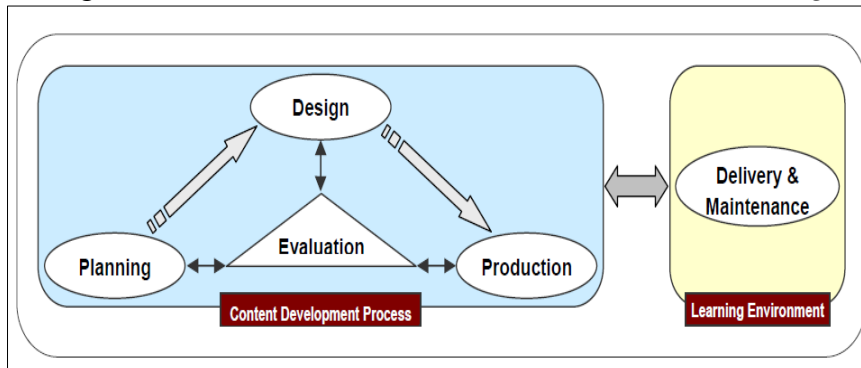 Design
Delivery &
Maintenance
Evaluation
Planning
Production
Content Development Process
Learning Environment